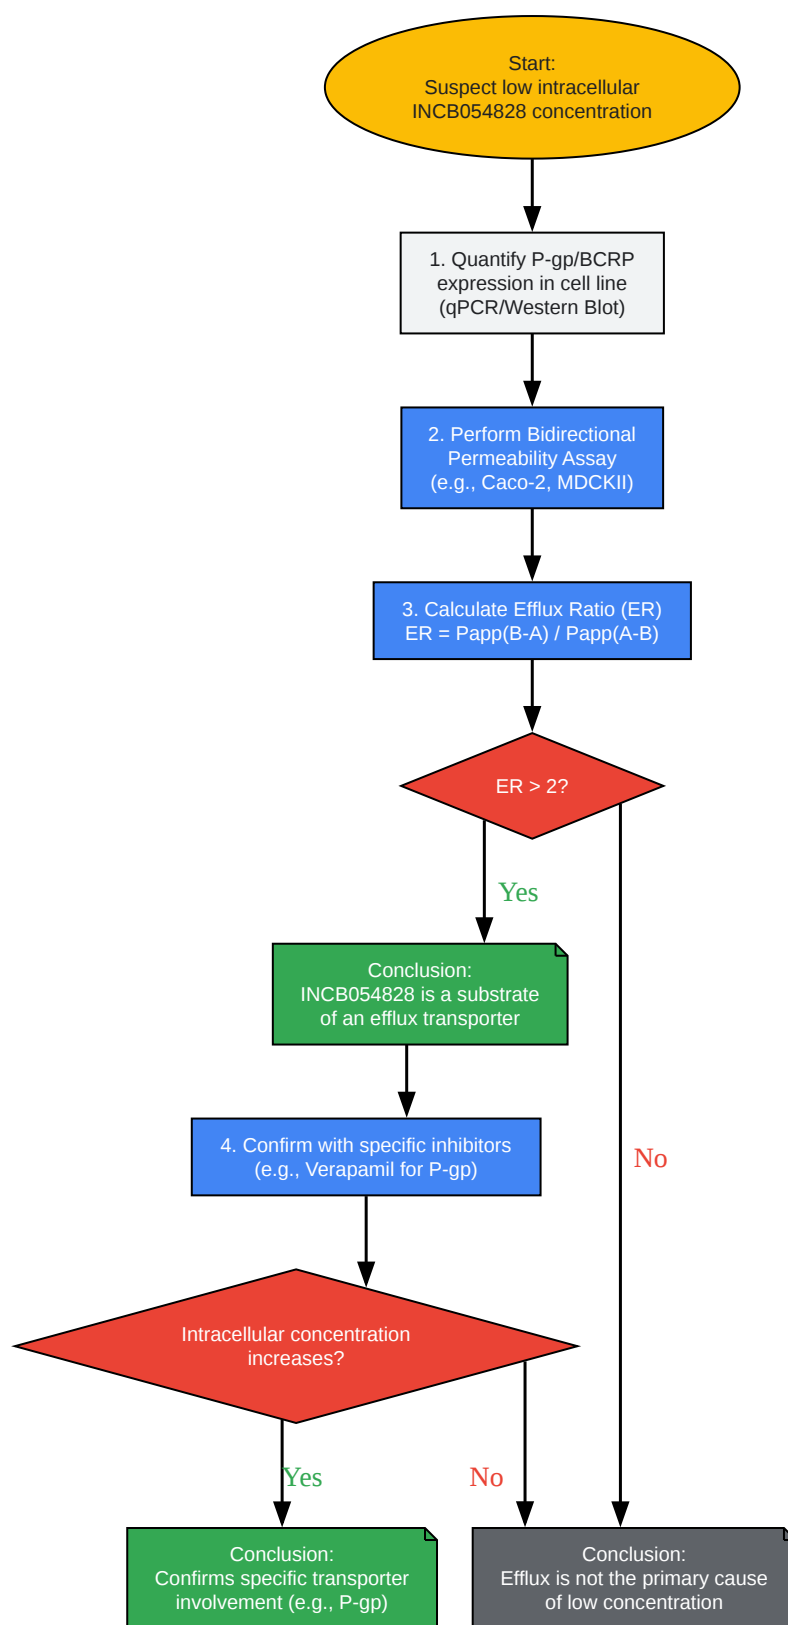 Start:
Suspect low intracellular
INCB054828 concentration
1. Quantify P-gp/BCRP
expression in cell line
(qPCR/Western Blot)
2. Perform Bidirectional
Permeability Assay
(e.g., Caco-2, MDCKII)
3. Calculate Efflux Ratio (ER)
ER = Papp(B-A) / Papp(A-B)
ER > 2?
Yes
Conclusion:
INCB054828 is a substrate
of an efflux transporter
4. Confirm with specific inhibitors
(e.g., Verapamil for P-gp)
No
Intracellular concentration
increases?
Yes
No
Conclusion:
Confirms specific transporter
involvement (e.g., P-gp)
Conclusion:
Efflux is not the primary cause
of low concentration